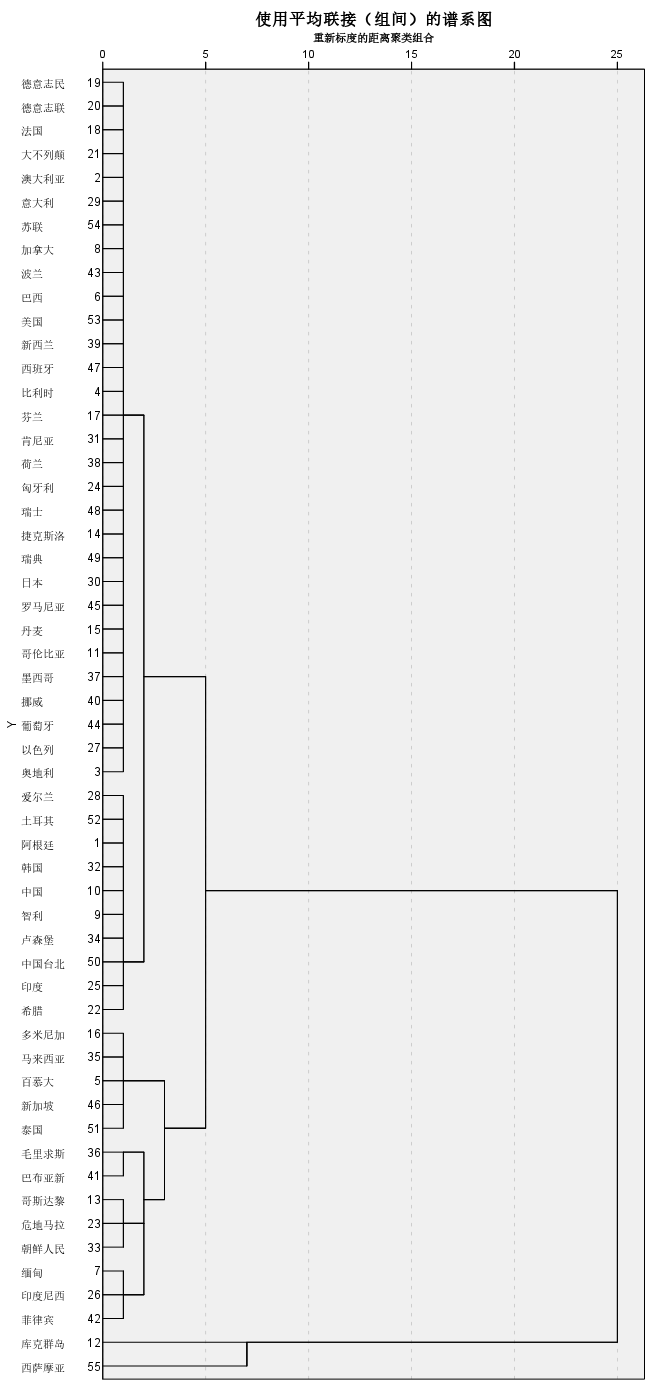 使用平均联接（组间）的谱系图
重新标度的距离聚类组合
0 5 10 15 20 25
德意志民 19
德意志联 20
法国 18
大不列颠 21
澳大利亚 2
意大利 29
苏联 54
加拿大 8
波兰 43
巴西 6
美国 53
新西兰 39
西班牙 47
比利时 4
芬兰 17
肯尼亚 31
荷兰 38
匈牙利 24
瑞士 48
捷克斯洛 14
瑞典 49
日本 30
罗马尼亚 45
丹麦 15
哥伦比亚 11
墨西哥 37
挪威 40
Y
葡萄牙 44
以色列 27
奥地利 3
爱尔兰 28
土耳其 52
阿根廷 1
韩国 32
中国 10
智利 9
卢森堡 34
中国台北 50
印度 25
希腊 22
多米尼加 16
马来西亚 35
百慕大 5
新加坡 46
泰国 51
毛里求斯 36
巴布亚新 41
哥斯达黎 13
危地马拉 23
朝鲜人民 33
缅甸 7
印度尼西 26
菲律宾 42
库克群岛 12
西萨摩亚 55